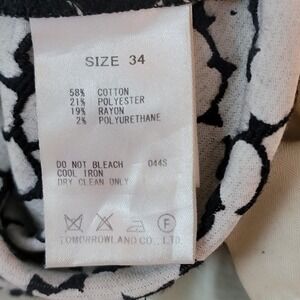 SIZE 34
58% COTTON
21% POLYESTER
19% RAYON
2% POLYURETHANE
DO NOT BLEACH 044S
COOL IRON
DRY CLEAN ONLY
F
TOMORROWLAND CO., LTD.